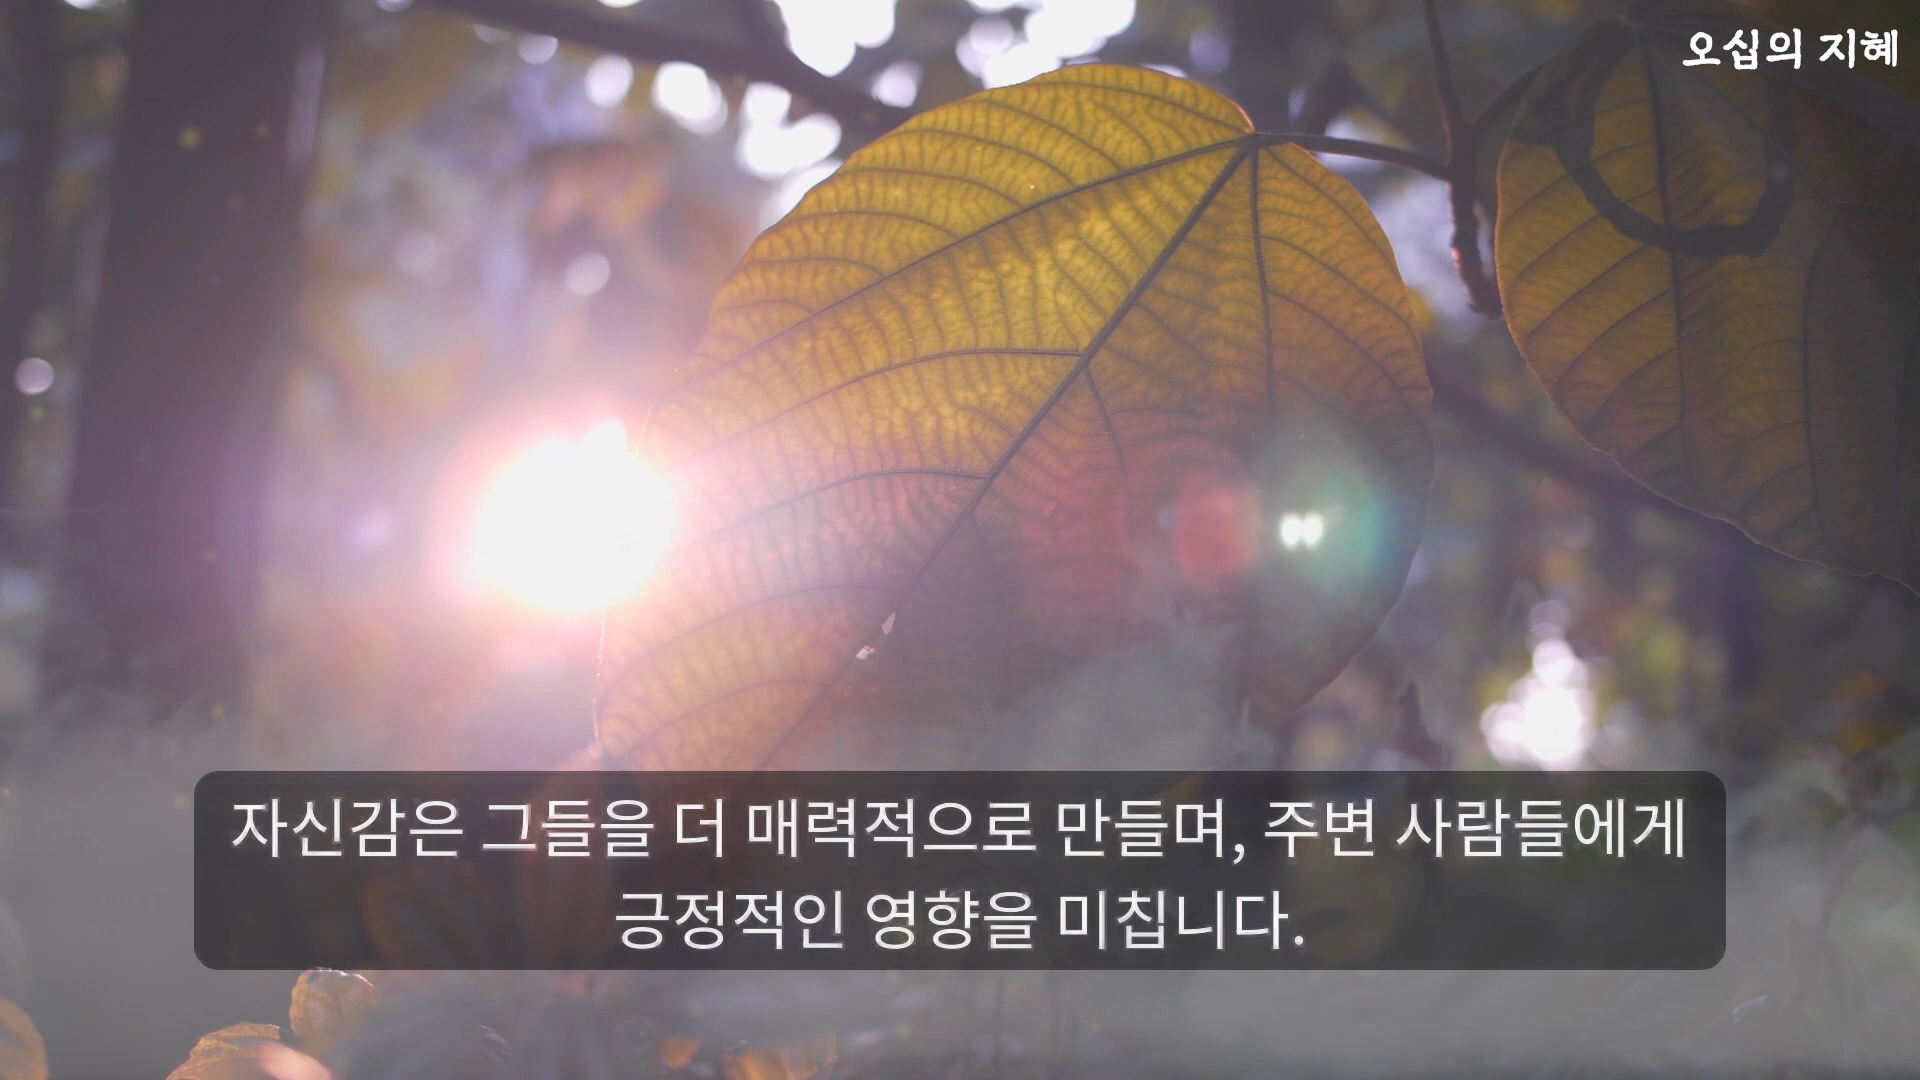 오십의 지혜
자신감은 그들을 더 매력적으로 만들며, 주변 사람들에게
긍정적인 영향을 미칩니다.